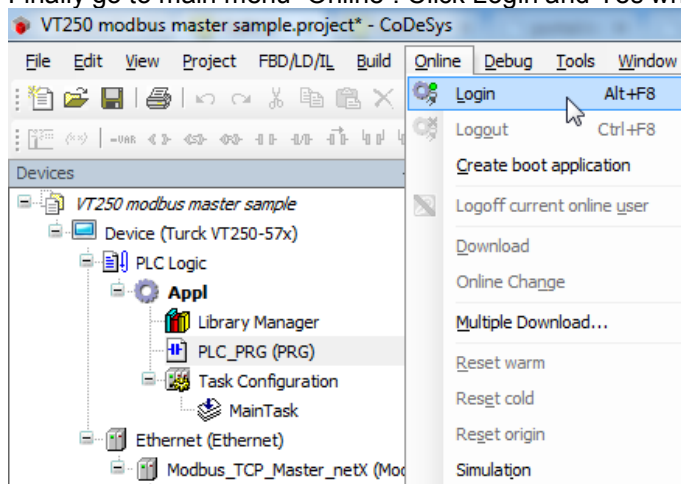 Finally go to main menu "Online". Click Login and Yes wh
VT250 modbus master sample.project* - CoDeSys
File Edit View Project FBD/LD/IL Build Online Debug Tools Window
Login Alt+F8
Logout Ctrl+F8
Create boot application
Logoff current online user
Download
Online Change
Multiple Download...
Reset warm
Reset cold
Reset origin
Simulation
Devices
VT250 modbus master sample
Device (Turck VT250-57x)
PLC Logic
Appl
Library Manager
PLC_PRG (PRG)
Task Configuration
MainTask
Ethernet (Ethernet)
Modbus_TCP_Master_netX (Mod